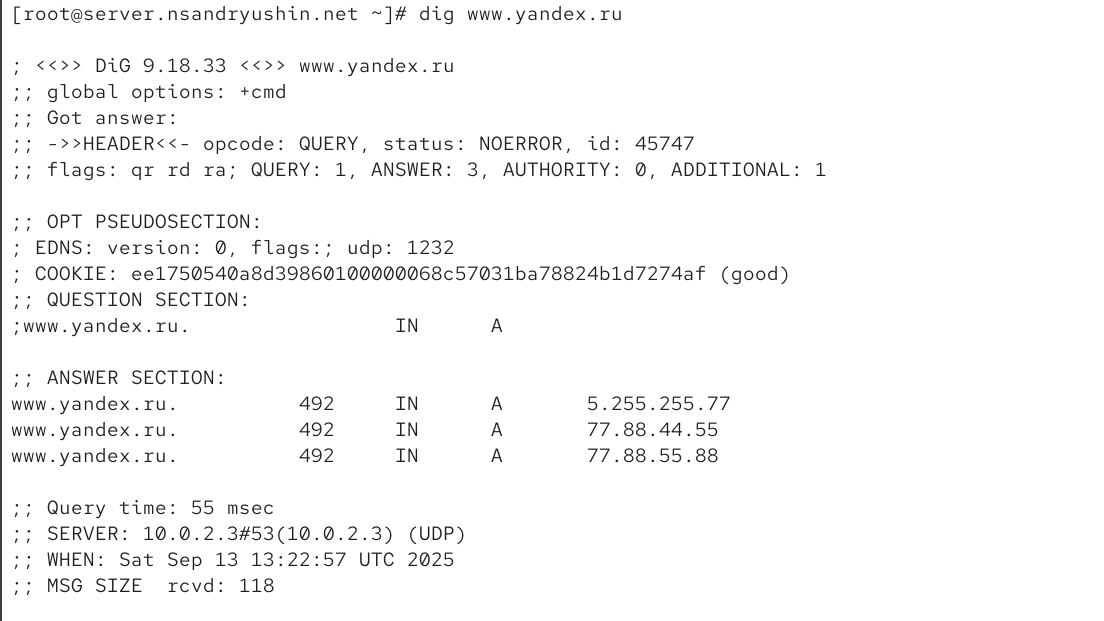 [root@server.nsandryushin.net ~]# dig www.yandex.ru
; <<>> DiG 9.18.33 <<>> www.yandex.ru
;; global options: +cmd
;; Got answer:
;; ->>HEADER<<- opcode: QUERY, status: NOERROR, id: 45747
;; flags: qr rd ra; QUERY: 1, ANSWER: 3, AUTHORITY: 0, ADDITIONAL: 1
;; OPT PSEUDOSECTION:
; EDNS: version: 0, flags:; udp: 1232
; COOKIE: ee1750540a8d39860100000068c57031ba78824b1d7274af (good)
;; QUESTION SECTION:
;www.yandex.ru. IN A
;; ANSWER SECTION:
www.yandex.ru. 492 IN A 5.255.255.77
www.yandex.ru. 492 IN A 77.88.44.55
www.yandex.ru. 492 IN A 77.88.55.88
;; Query time: 55 msec
;; SERVER: 10.0.2.3#53(10.0.2.3) (UDP)
;; WHEN: Sat Sep 13 13:22:57 UTC 2025
;; MSG SIZE  rcvd: 118